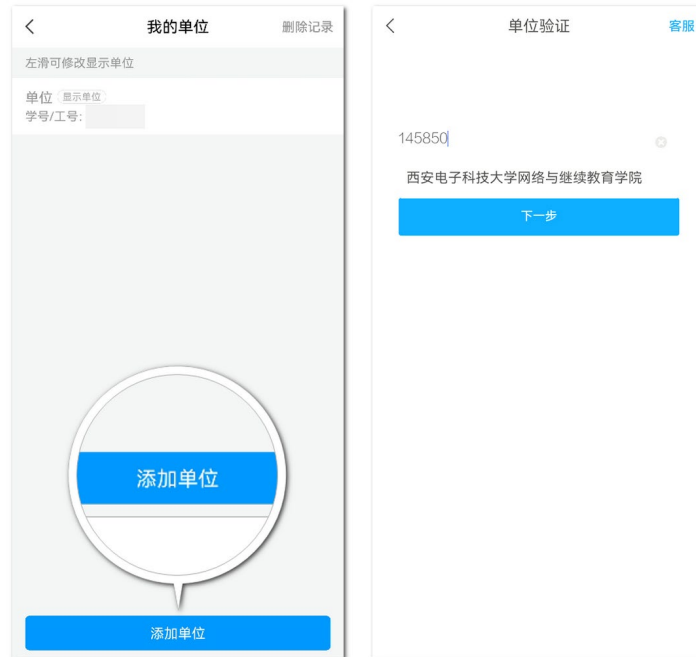 我的单位
删除记录
左滑可修改显示单位
单位 显示单位
学号/工号:
添加单位
添加单位
单位验证
客服
145850
西安电子科技大学网络与继续教育学院
下一步